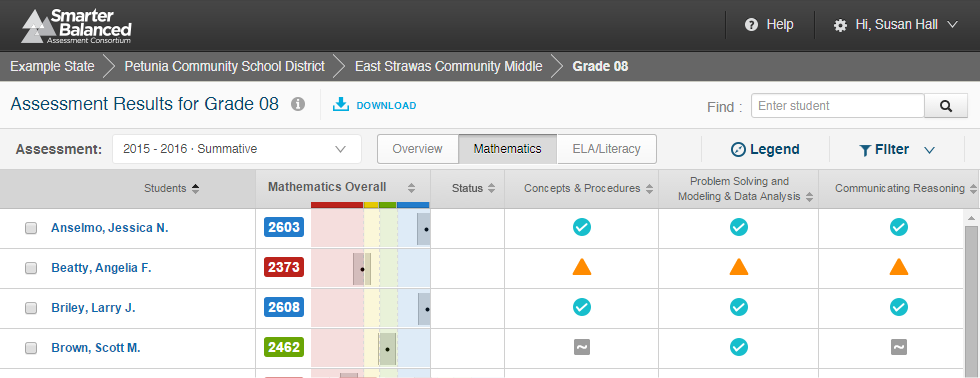 Smarter
Balanced
Assessment Consortium
Help
Hi, Susan Hall
Example State
Petunia Community School District
East Strawas Community Middle
Grade 08
Assessment Results for Grade 08
DOWNLOAD
Find :
Enter student
Assessment:
2015 - 2016 · Summative
Overview
Mathematics
ELA/Literacy
Legend
Filter
Students
Mathematics Overall
Status
Concepts & Procedures
Problem Solving and
Modeling & Data Analysis
Communicating Reasoning
Anselmo, Jessica N.
2603
Beatty, Angelia F.
2373
Briley, Larry J.
2608
Brown, Scott M.
2462